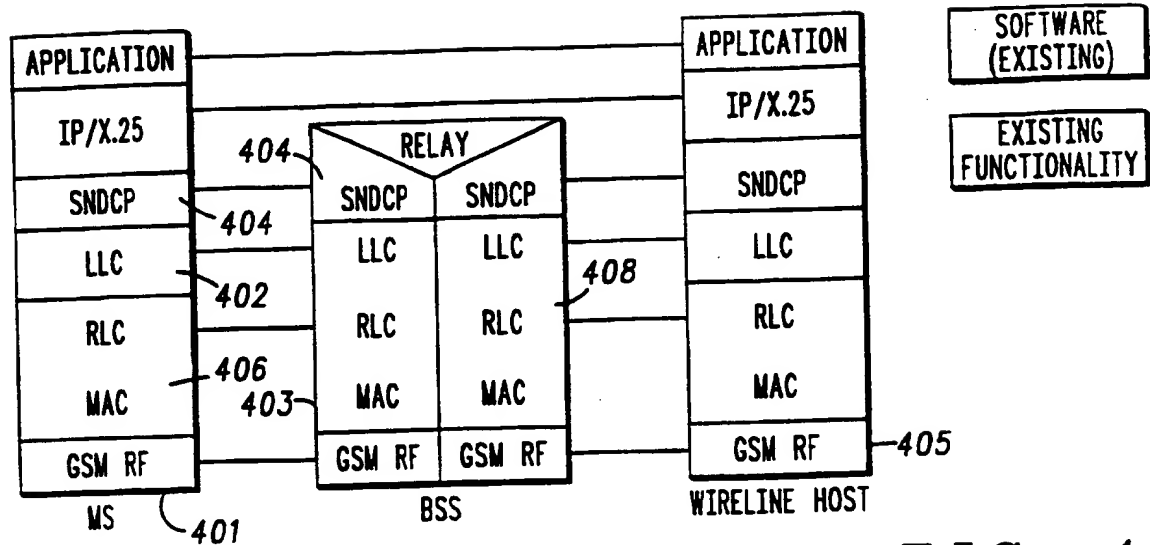 APPLICATION
IP/X.25
SNDCP
404
LLC
402
RLC
406
MAC
GSM RF
MS
401
RELAY
404
SNDCP SNDCP
LLC LLC
408
RLC RLC
403
MAC MAC
GSM RF GSM RF
BSS
APPLICATION
IP/X.25
SNDCP
LLC
RLC
MAC
GSM RF
405
WIRELINE HOST
SOFTWARE
(EXISTING)
EXISTING
FUNCTIONALITY